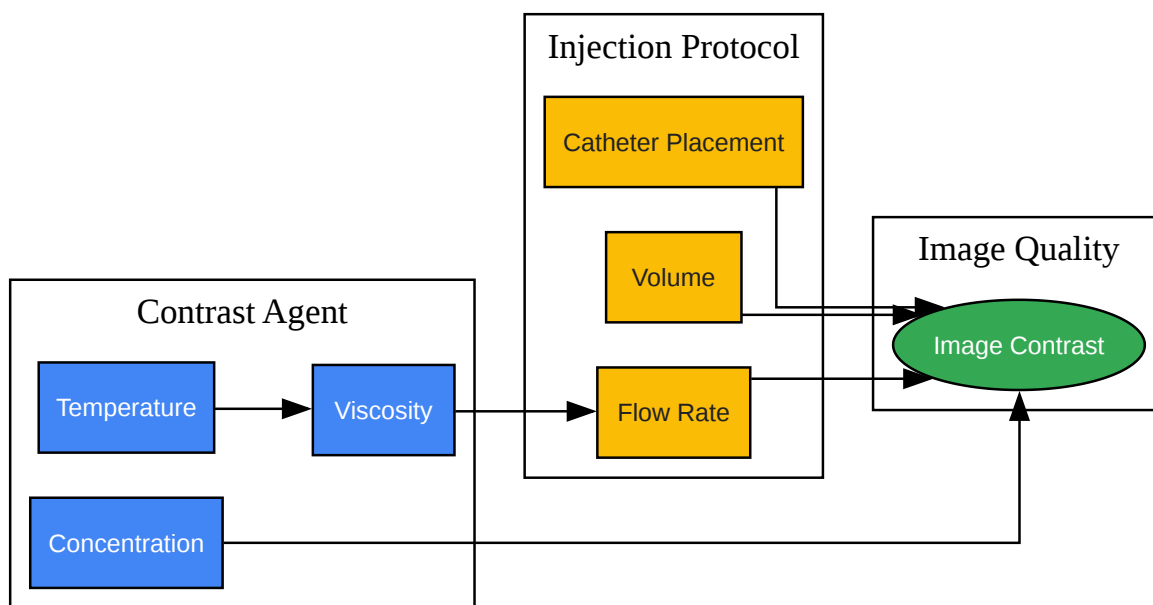 Injection Protocol
Catheter Placement
Volume
Flow Rate
Image Quality
Image Contrast
Contrast Agent
Temperature
Viscosity
Concentration